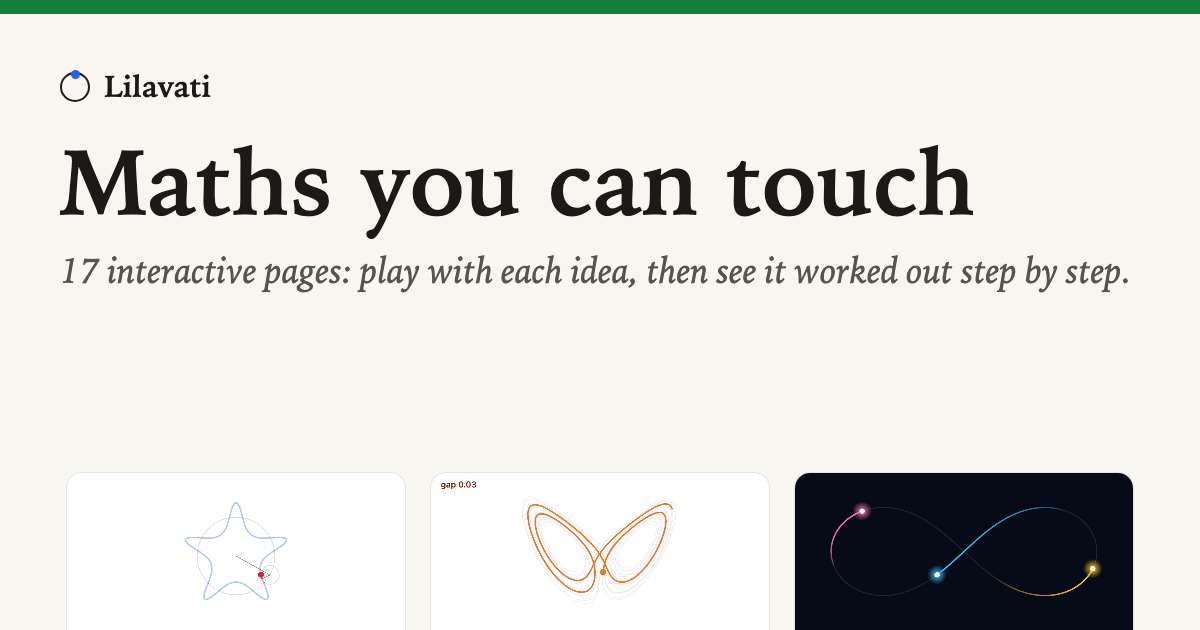 Lilavati
Maths you can touch
17 interactive pages: play with each idea, then see it worked out step by step.
gap 0.03